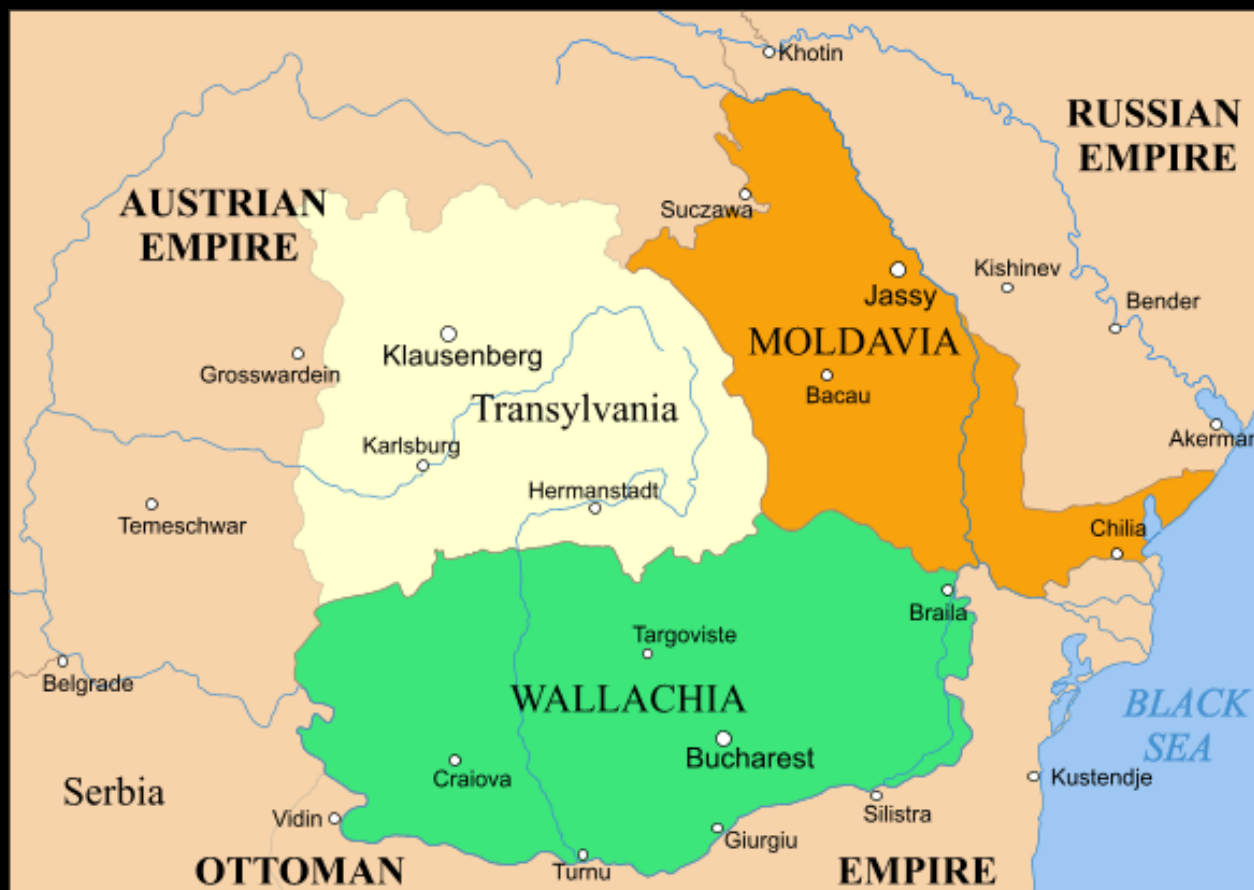 Khotin
RUSSIAN
EMPIRE
AUSTRIAN
EMPIRE
Suczawa
Kishinev
Jassy
Bender
Klausenberg
MOLDAVIA
Grosswardein
Bacau
Transylvania
Akerman
Karlsburg
Hermanstadt
Temeschwar
Chilia
Braila
Targoviste
Belgrade
WALLACHIA
BLACK
SEA
Bucharest
Craiova
Kustendje
Serbia
Silistra
Vidin
Giurgiu
OTTOMAN
Turnu
EMPIRE